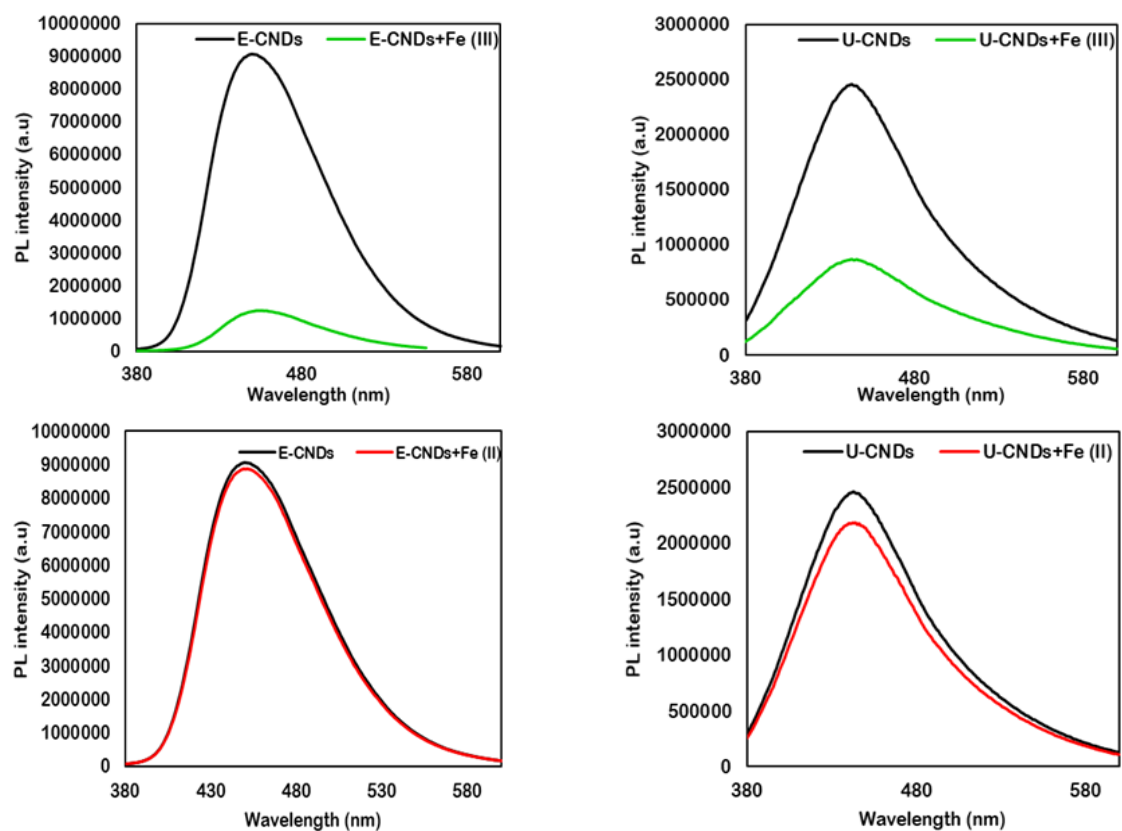 E-CNDs E-CNDs+Fe (III)
PL intensity (a.u)
10000000
9000000
8000000
7000000
6000000
5000000
4000000
3000000
2000000
1000000
0
380 480 580
Wavelength (nm)
U-CNDs U-CNDs+Fe (III)
PL intensity (a.u)
3000000
2500000
2000000
1500000
1000000
500000
0
380 480 580
Wavelength (nm)
E-CNDs E-CNDs+Fe (II)
PL intensity (a.u)
10000000
9000000
8000000
7000000
6000000
5000000
4000000
3000000
2000000
1000000
0
380 430 480 530 580
Wavelength (nm)
U-CNDs U-CNDs+Fe (II)
PL intensity (a.u)
3000000
2500000
2000000
1500000
1000000
500000
0
380 480 580
Wavelength (nm)